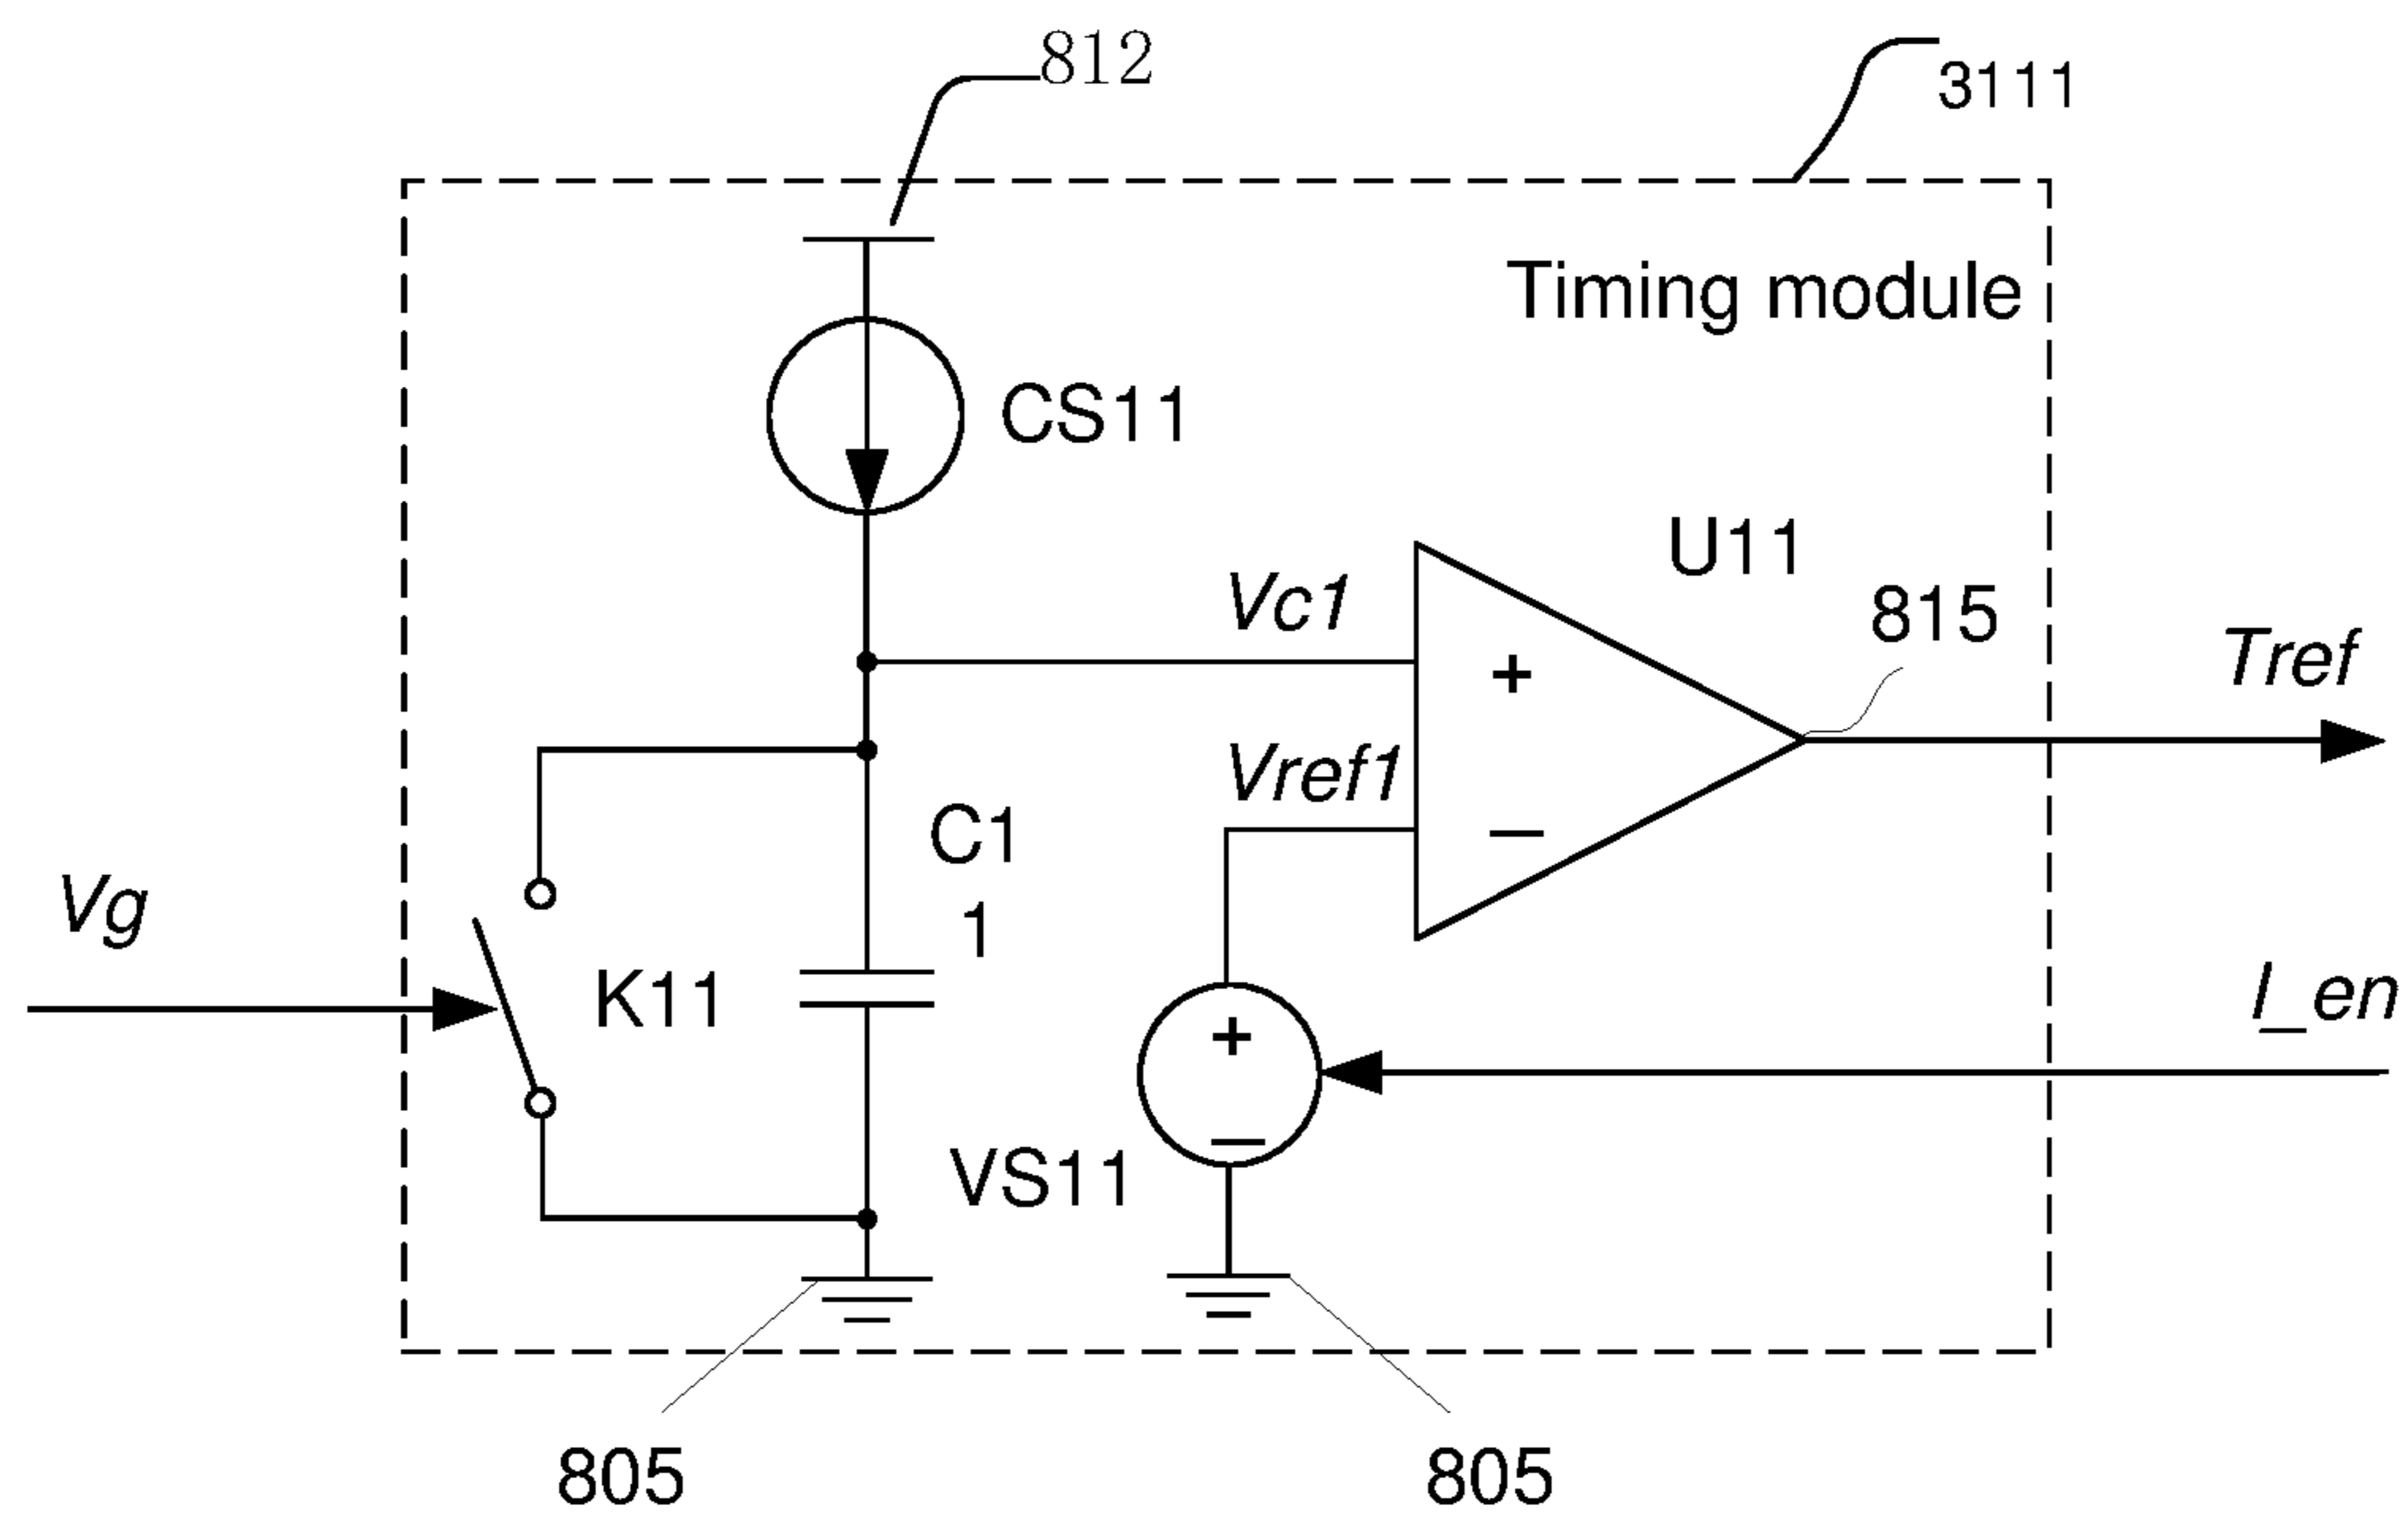 812
3111
Timing module
CS11
U11
Vc1
815
Tref
Vref1
C1
1
Vg
K11
I_en
+
−
+
−
VS11
805
805